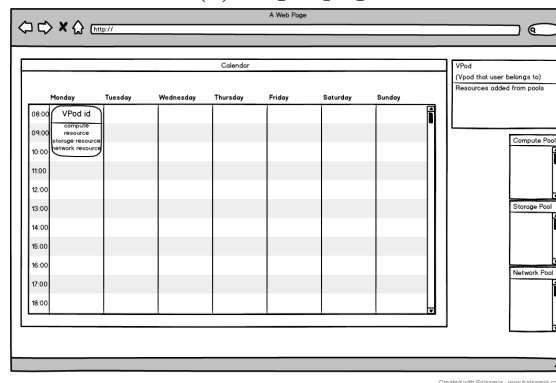 A Web Page
http://
Calendar
Monday Tuesday Wednesday Thursday Friday Saturday Sunday
08:00
09:00
10:00
11:00
12:00
13:00
14:00
15:00
16:00
17:00
18:00
VPod id
compute
resource
storage resource
network resource
VPod
(Vpod that user belongs to)
Resources added from pools
Compute Pool
Storage Pool
Network Pool